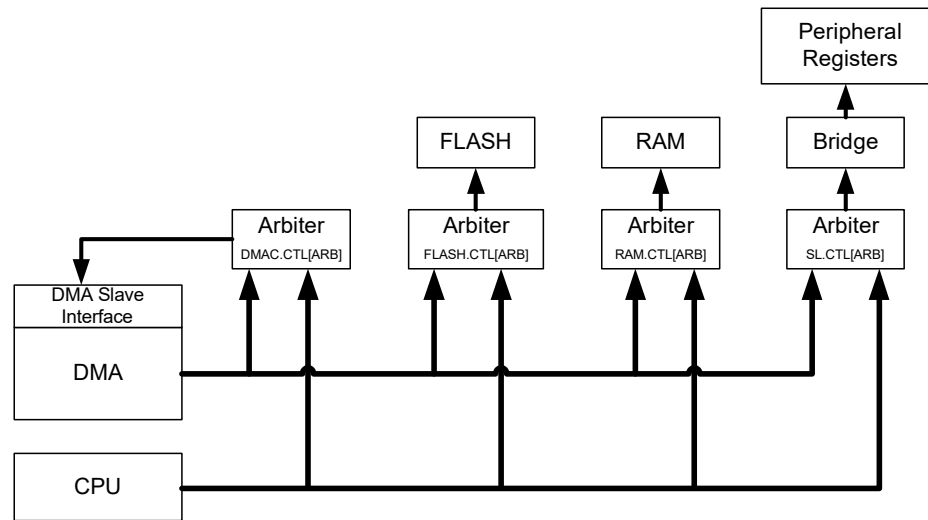 Peripheral
Registers
FLASH
RAM
Bridge
Arbiter
DMAC.CTL[ARB]
Arbiter
FLASH.CTL[ARB]
Arbiter
RAM.CTL[ARB]
Arbiter
SL.CTL[ARB]
DMA Slave
Interface
DMA
CPU